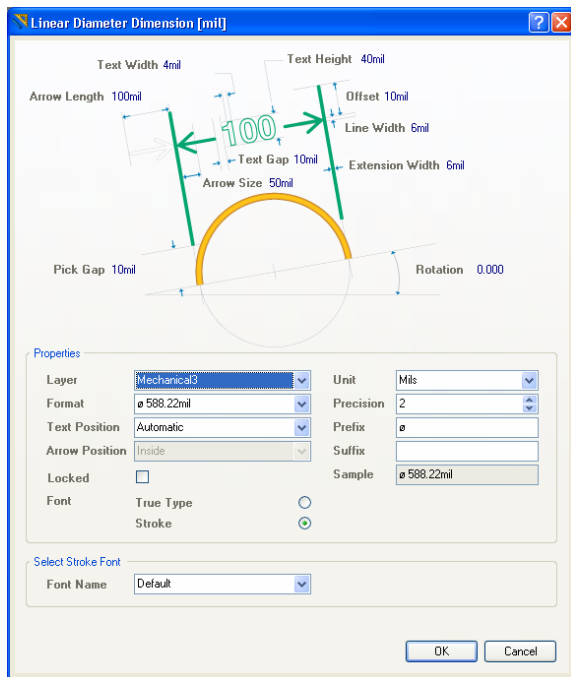 Linear Diameter Dimension [mil]
Text Width 4mil
Text Height 40mil
Arrow Length 100mil
Offset 10mil
100
Line Width 6mil
Text Gap 10mil
Extension Width 6mil
Arrow Size 50mil
Pick Gap 10mil
Rotation 0.000
Properties
Layer Mechanical3 Unit Mils
Format ø 588.22mil Precision 2
Text Position Automatic Prefix ø
Arrow Position Inside Suffix
Locked Sample ø 588.22mil
Font True Type
Stroke
Select Stroke Font
Font Name Default
OK Cancel